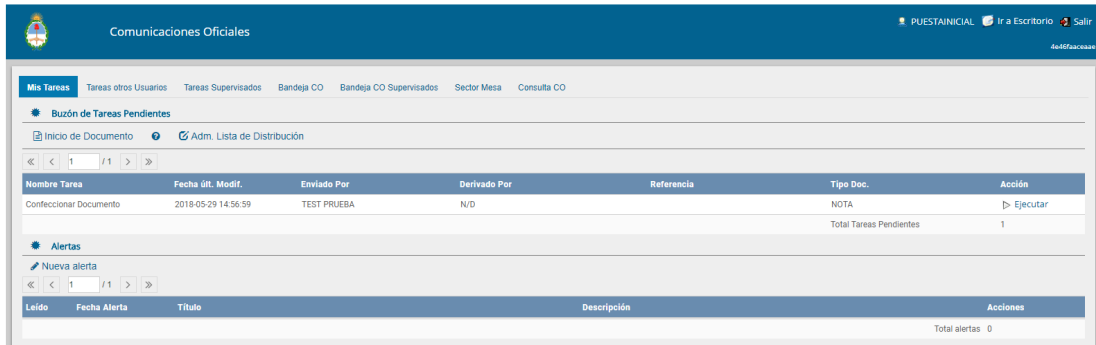 PUESTAINICIAL Ir a Escritorio Salir
Comunicaciones Oficiales
4e46faaceaae
Mis Tareas Tareas otros Usuarios Tareas Supervisados Bandeja CO Bandeja CO Supervisados Sector Mesa Consulta CO
Buzón de Tareas Pendientes
Inicio de Documento Adm. Lista de Distribución
1 / 1
Nombre Tarea Fecha últ. Modif. Enviado Por Derivado Por Referencia Tipo Doc. Acción
Confeccionar Documento 2018-05-29 14:56:59 TEST PRUEBA N/D NOTA Ejecutar
Total Tareas Pendientes 1
Alertas
Nueva alerta
1 / 1
Leído Fecha Alerta Título Descripción Acciones
Total alertas 0